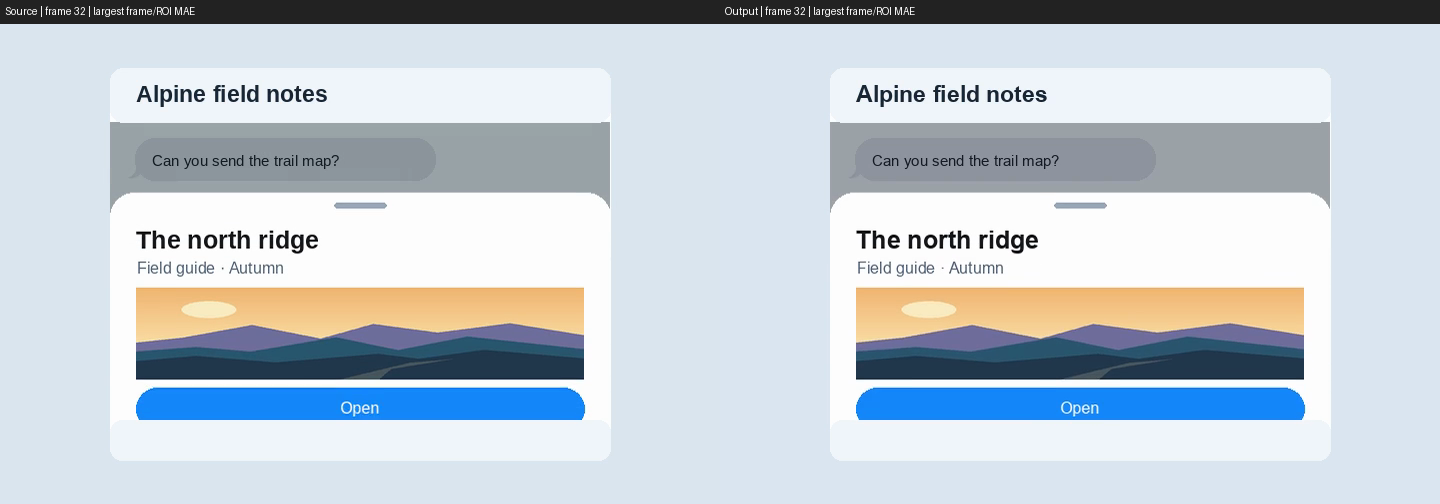 Source | frame 32 | largest frame/ROI MAE
Output | frame 32 | largest frame/ROI MAE
Alpine field notes
Can you send the trail map?
The north ridge
Field guide · Autumn
Open
Alpine field notes
Can you send the trail map?
The north ridge
Field guide · Autumn
Open